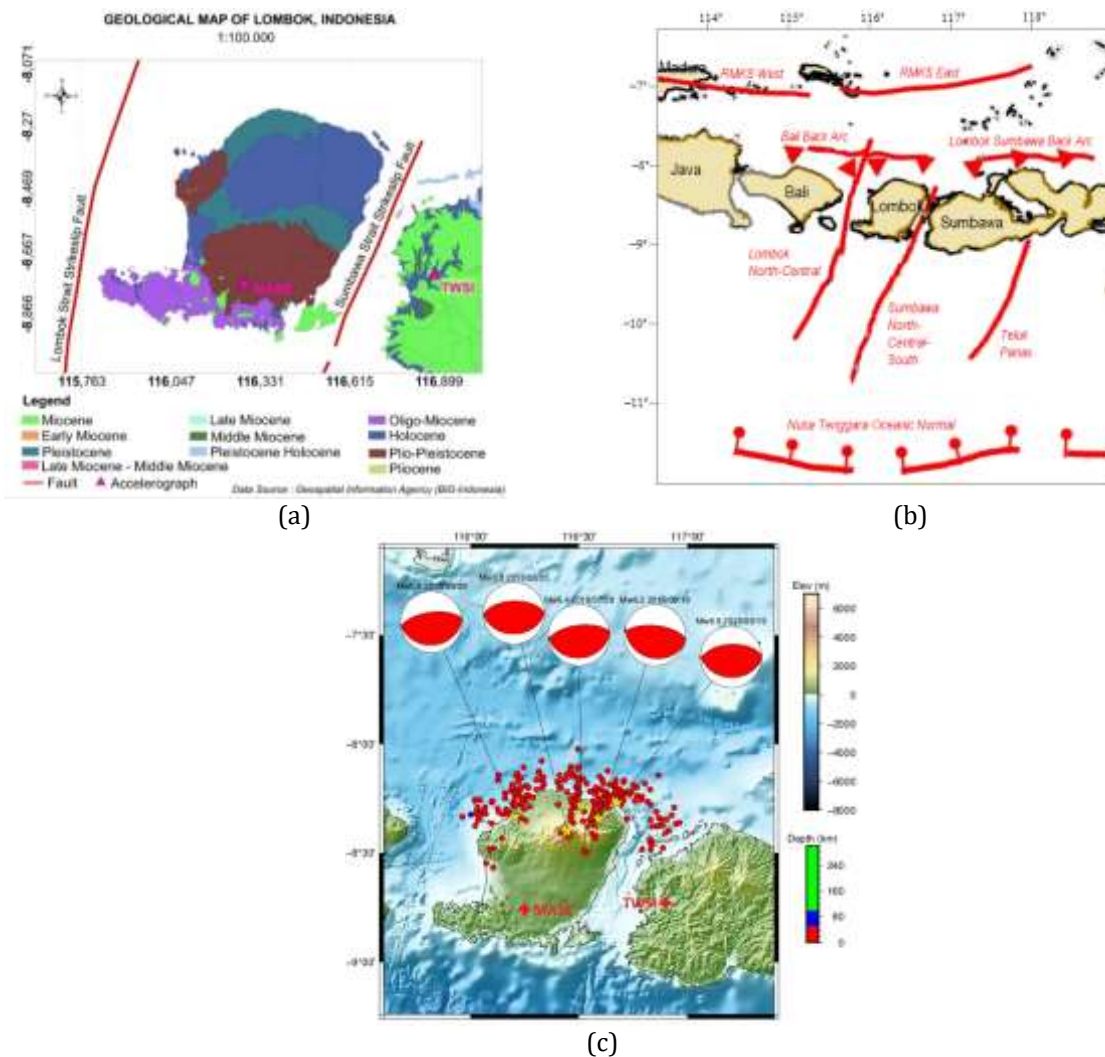 GEOLOGICAL MAP OF LOMBOK, INDONESIA
1:100.000
-8,071
-8,27
-8,469
-8,667
-8,866
Lombok Strait Strikeslip Fault
Sumbawa Strait Strikeslip Fault
TWSI
115,763 116,047 116,331 116,615 116,899
Legend
Miocene
Early Miocene
Pleistocene
Late Miocene - Middle Miocene
Late Miocene
Middle Miocene
Pleistocene Holocene
Oligo-Miocene
Holocene
Plio-Pleistocene
Pliocene
Fault
Accelerograph
Data Source : Geospatial Information Agency (BIG-Indonesia)
(a)
114° 115° 116° 117° 118°
-7°
-8°
-9°
-10°
-11°
Madura
RMKS West
RMKS East
Bali Back Arc
Lombok Sumbawa Back Arc
Java
Bali
Lombok
Sumbawa
Lombok
North-Central
Sumbawa
North-
Central-
South
Teluk
Panas
Oceanic Normal
(b)
116°00' 116°30' 117°00'
-7°30'
-8°00'
-8°30'
-9°00'
TWSI
Elev (m)
6000
4000
2000
0
-2000
-4000
-6000
-8000
Depth (km)
240
160
80
0
(c)